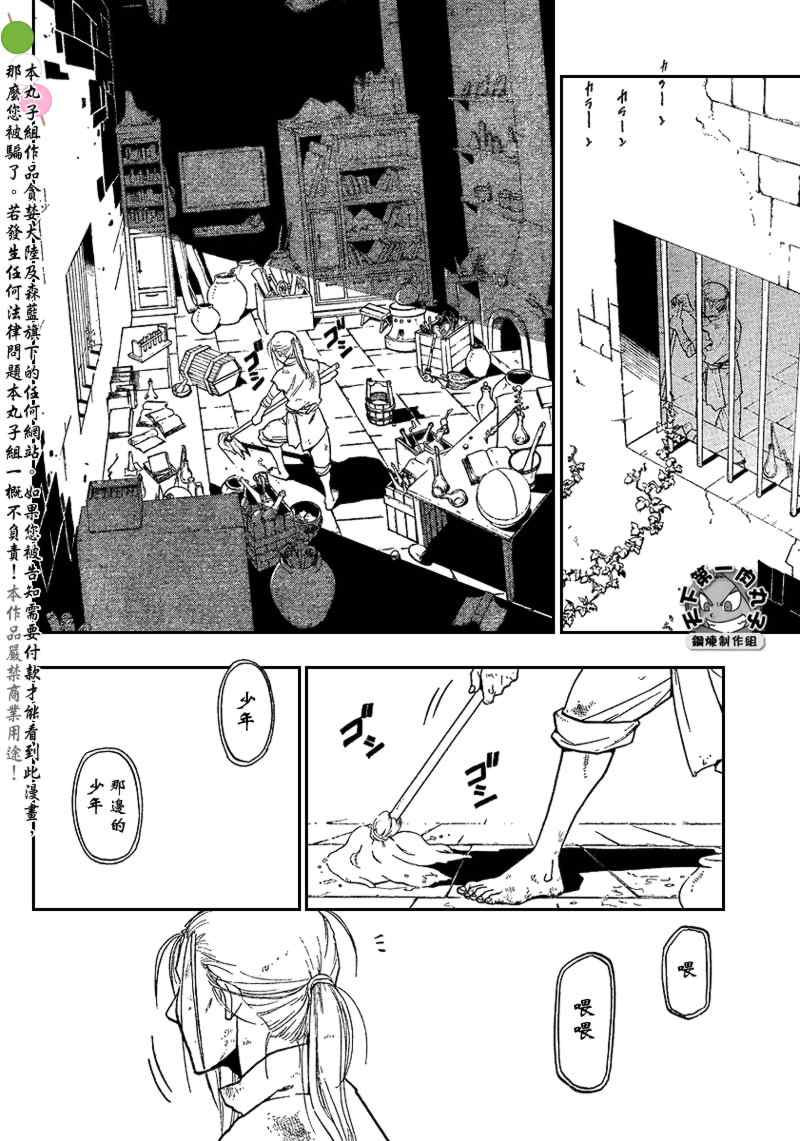 カラーン
カラーン
カラーン
ゴシ
ゴシ
天下第一囧
鋼煉制作組
ゴシ
ゴシ
少年
那邊的
少年
喂
喂喂
本丸子組作品貪婪大陸及森藍旗下的任何網站。如果您被告知需要付款才能看到此漫畫，
那麼您被騙了。若發生任何法律問題本丸子組一概不負責！本作品嚴禁商業用途！